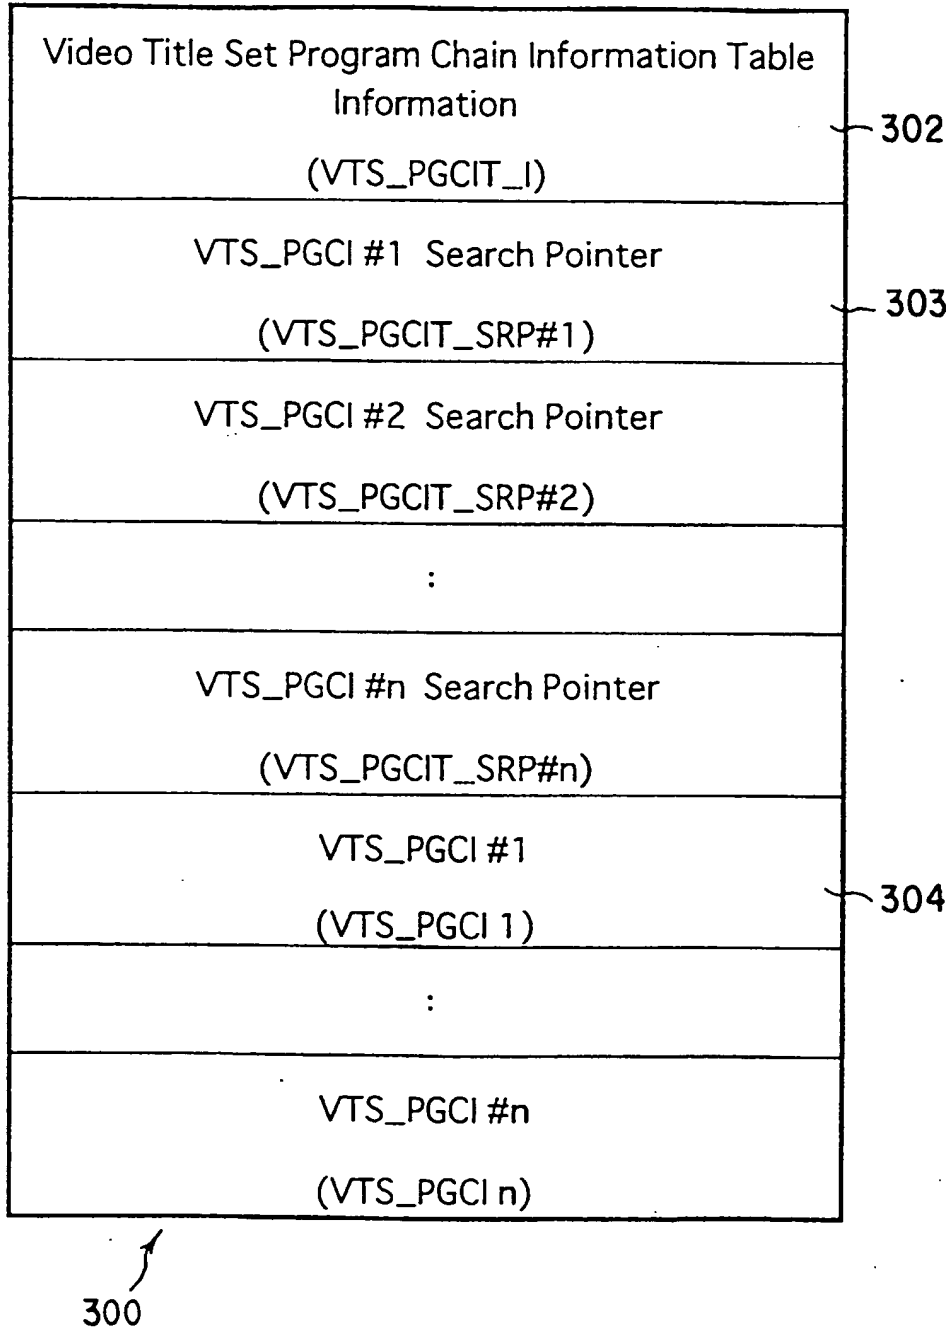 Video Title Set Program Chain Information Table
Information
(VTS_PGCIT_I)
302
VTS_PGCI #1 Search Pointer
(VTS_PGCIT_SRP#1)
303
VTS_PGCI #2 Search Pointer
(VTS_PGCIT_SRP#2)
:
VTS_PGCI #n Search Pointer
(VTS_PGCIT_SRP#n)
VTS_PGCI #1
(VTS_PGCI 1)
304
:
VTS_PGCI #n
(VTS_PGCI n)
300